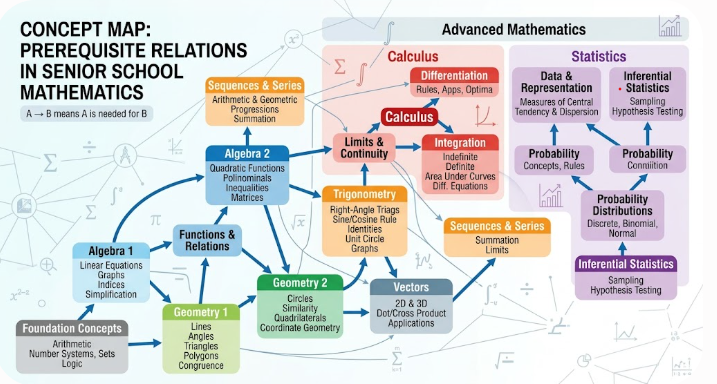 CONCEPT MAP:
PREREQUISITE RELATIONS
IN SENIOR SCHOOL
MATHEMATICS
A → B means A is needed for B
Advanced Mathematics
Calculus
Statistics
Sequences & Series
Arithmetic & Geometric
Progressions
Summation
Differentiation
Rules, Apps, Optima
Calculus
Limits &
Continuity
Integration
Indefinite
Definite
Area Under Curves
Diff. Equations
Data &
Representation
Measures of Central
Tendency & Dispersion
Inferential
Statistics
Sampling
Hypothesis Testing
Probability
Concepts, Rules
Probability
Conniition
Probability
Distributions
Discrete, Binomial,
Normal
Inferential Statistics
Sampling
Hypothesis Testing
Algebra 2
Quadratic Functions
Polinominals
Inequalities
Matrices
Trigonometry
Right-Angle Triags
Sine/Cosine Rule
Identities
Unit Circle
Graphs
Functions &
Relations
Sequences & Series
Summation
Limits
Algebra 1
Linear Equations
Graphs
Indices
Simplification
Geometry 2
Circles
Similarity
Quadrilaterals
Coordinate Geometry
Vectors
2D & 3D
Dot/Cross Product
Applications
Geometry 1
Lines
Angles
Triangles
Polygons
Congruence
Foundation Concepts
Arithmetic
Number Systems, Sets
Logic